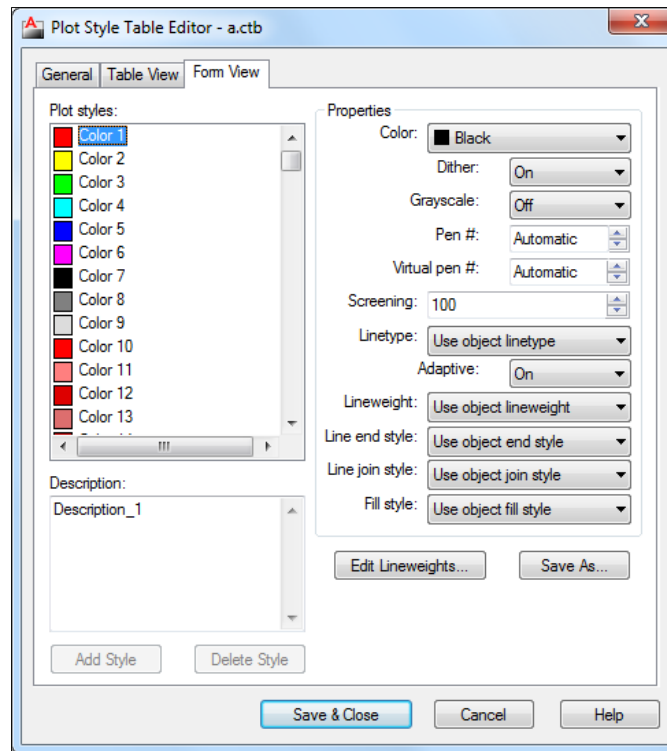 Plot Style Table Editor - a.ctb
General Table View Form View
Plot styles:
Color 1
Color 2
Color 3
Color 4
Color 5
Color 6
Color 7
Color 8
Color 9
Color 10
Color 11
Color 12
Color 13
Description:
Description_1
Add Style Delete Style
Properties
Color: Black
Dither: On
Grayscale: Off
Pen #: Automatic
Virtual pen #: Automatic
Screening: 100
Linetype: Use object linetype
Adaptive: On
Lineweight: Use object lineweight
Line end style: Use object end style
Line join style: Use object join style
Fill style: Use object fill style
Edit Lineweights... Save As...
Save & Close Cancel Help